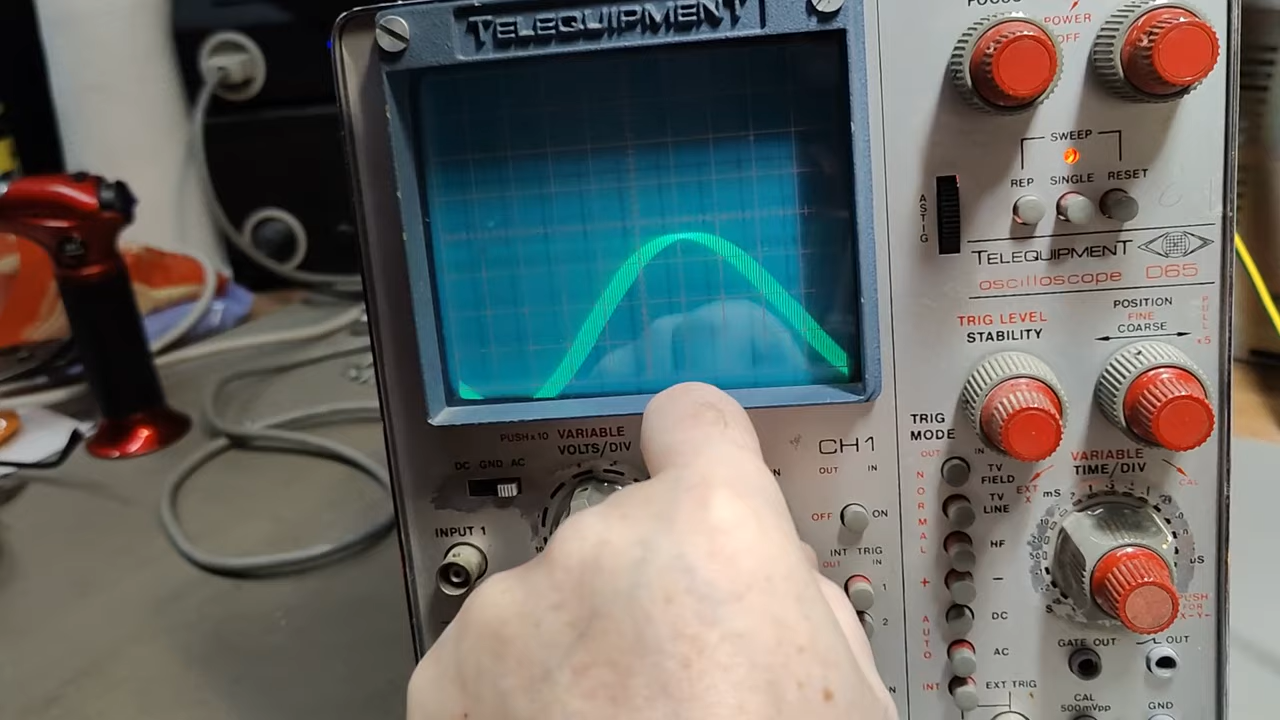 TELEQUIPMENT
POWER
OFF
SWEEP
REP SINGLE RESET
ASTIG
TELEQUIPMENT
oscilloscope D65
TRIG LEVEL
STABILITY
POSITION
FINE
COARSE
PULL x5
PUSH x10
VARIABLE
VOLTS/DIV
DC GND AC
INPUT 1
CH1
OUT IN
OFF ON
INT TRIG
OUT IN
1
2
TRIG
MODE
OUT IN
NORMAL
TV
FIELD
TV
LINE
HF
+ -
DC
AUTO
AC
INT EXT TRIG
VARIABLE
TIME/DIV
EXT X
CAL
mS
µS
S
PUSH
FOR
X-Y
GATE OUT
OUT
CAL
500mVpp
GND